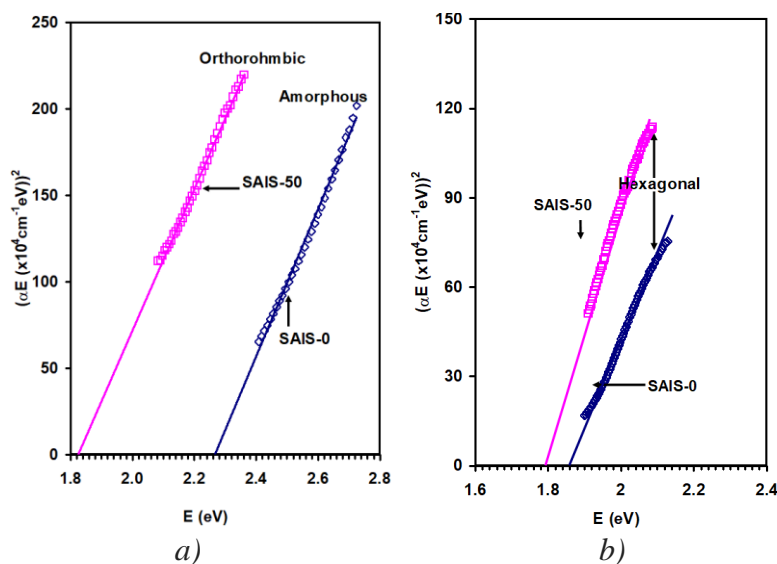 250
200
150
100
50
0
(αE (x10⁴cm⁻¹eV))²
Orthorohmbic
Amorphous
SAIS-50
SAIS-0
1.8 2.0 2.2 2.4 2.6 2.8
E (eV)
a)
150
120
90
60
30
0
(αE (x10⁴cm⁻¹eV))²
Hexagonal
SAIS-50
SAIS-0
1.6 1.8 2 2.2 2.4
E (eV)
b)